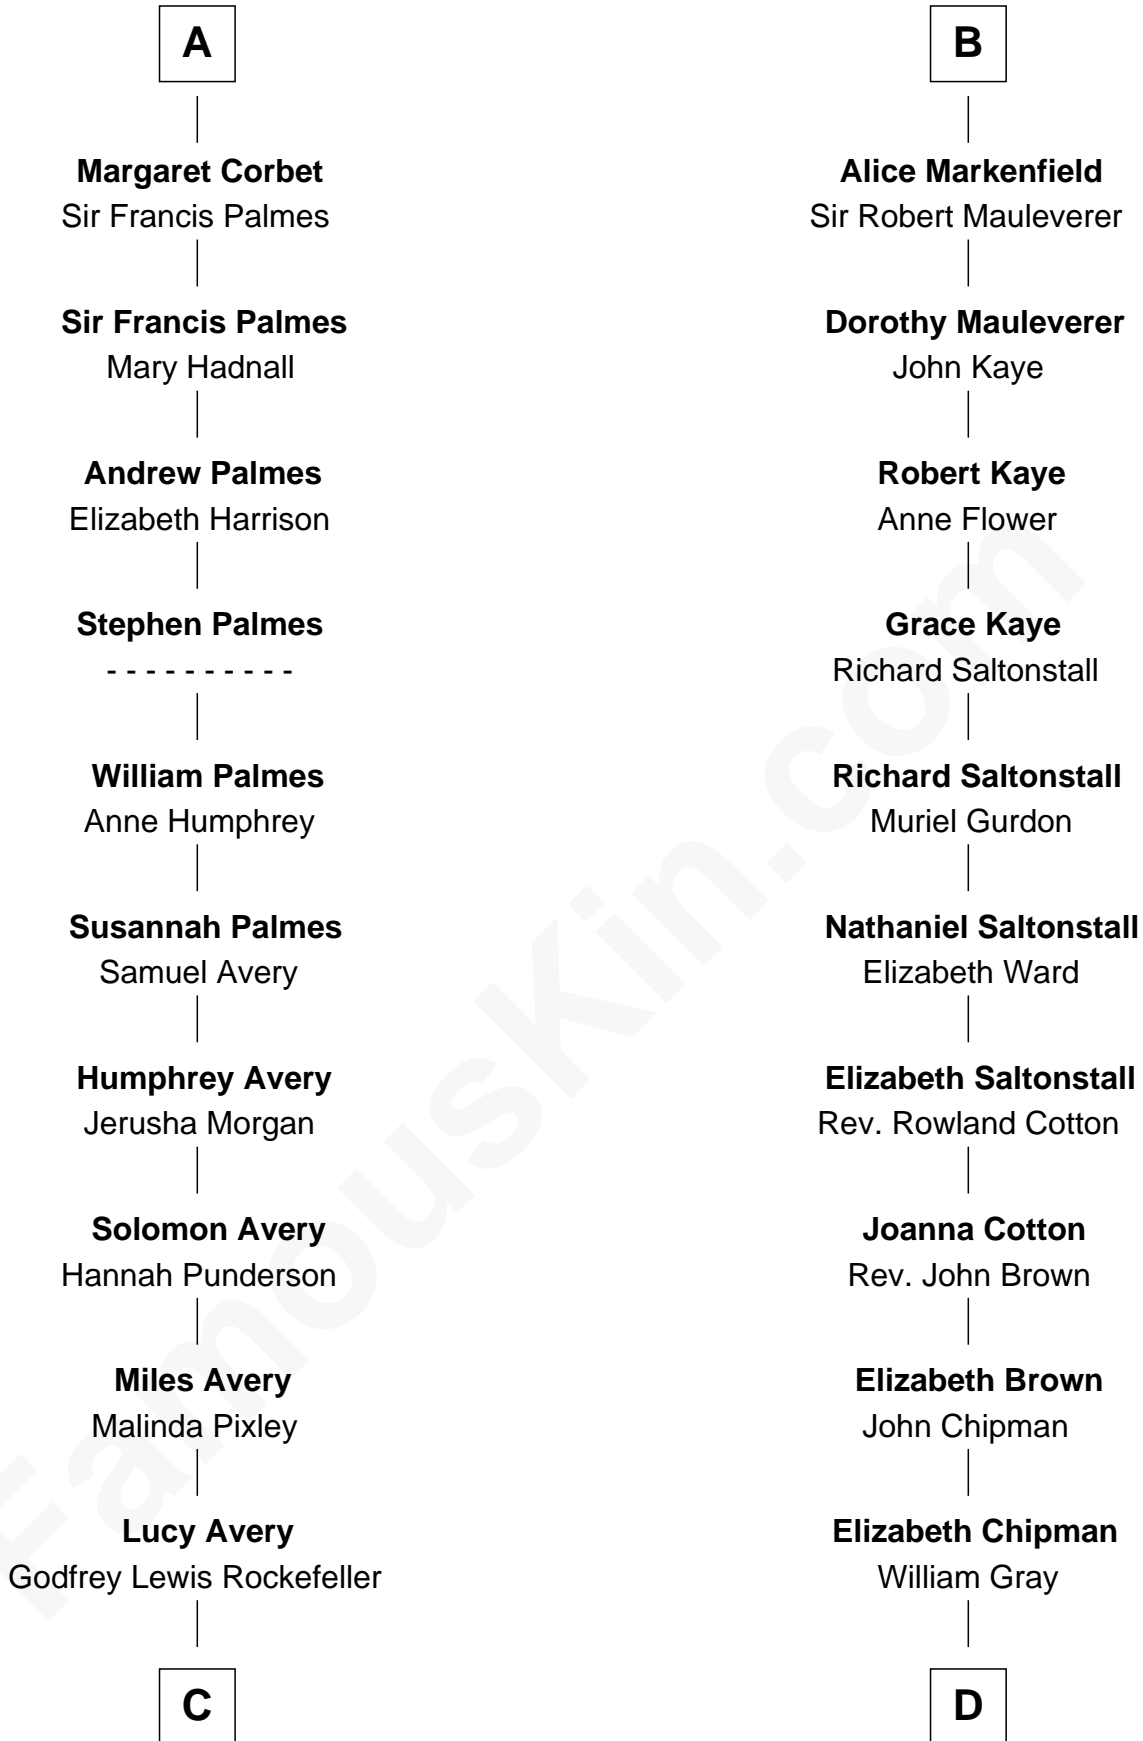 A
Margaret Corbet
Sir Francis Palmes
Sir Francis Palmes
Mary Hadnall
Andrew Palmes
Elizabeth Harrison
Stephen Palmes
- - - - - - - - - -
William Palmes
Anne Humphrey
Susannah Palmes
Samuel Avery
Humphrey Avery
Jerusha Morgan
Solomon Avery
Hannah Punderson
Miles Avery
Malinda Pixley
Lucy Avery
Godfrey Lewis Rockefeller
C
B
Alice Markenfield
Sir Robert Mauleverer
Dorothy Mauleverer
John Kaye
Robert Kaye
Anne Flower
Grace Kaye
Richard Saltonstall
Richard Saltonstall
Muriel Gurdon
Nathaniel Saltonstall
Elizabeth Ward
Elizabeth Saltonstall
Rev. Rowland Cotton
Joanna Cotton
Rev. John Brown
Elizabeth Brown
John Chipman
Elizabeth Chipman
William Gray
D
FamousKin.com